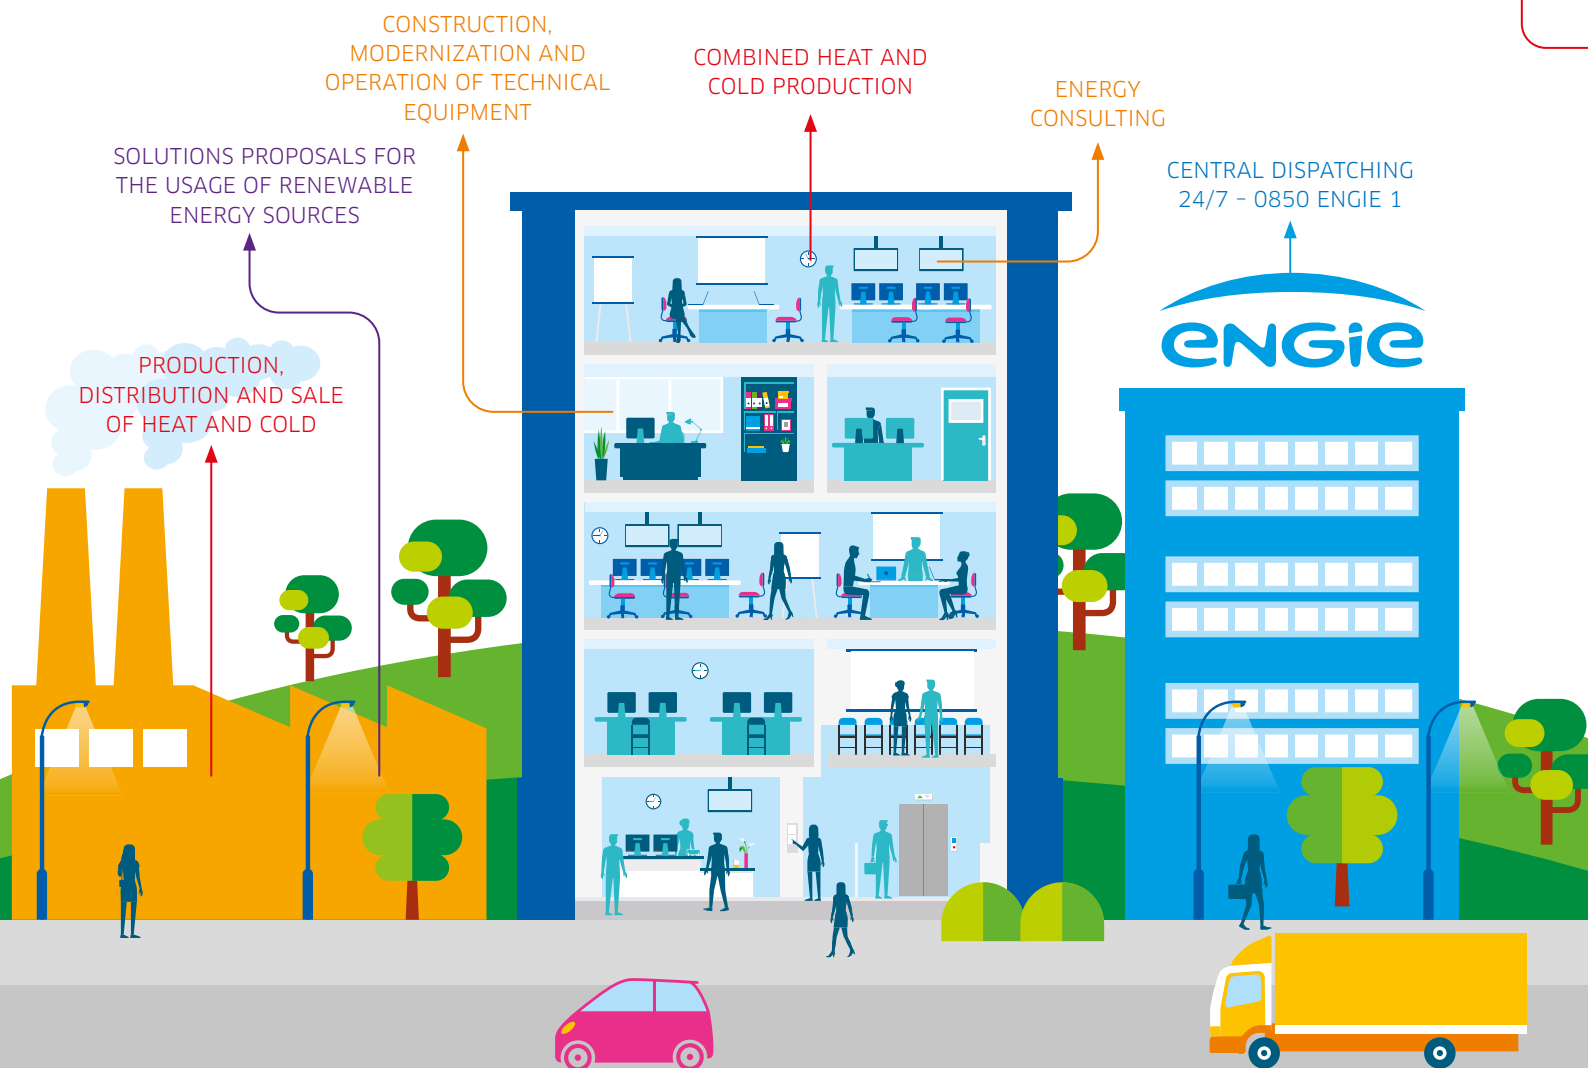 CONSTRUCTION,
MODERNIZATION AND
OPERATION OF TECHNICAL
EQUIPMENT
COMBINED HEAT AND
COLD PRODUCTION
ENERGY
CONSULTING
SOLUTIONS PROPOSALS FOR
THE USAGE OF RENEWABLE
ENERGY SOURCES
CENTRAL DISPATCHING
24/7 – 0850 ENGIE 1
PRODUCTION,
DISTRIBUTION AND SALE
OF HEAT AND COLD
eNGie